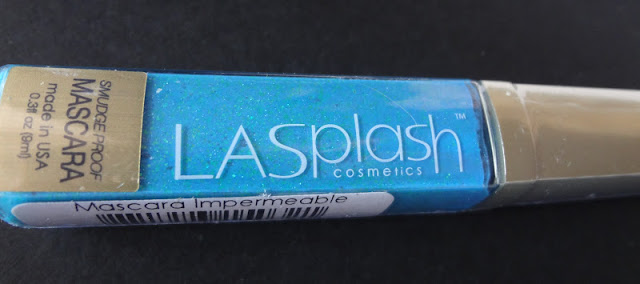 SMUDGE PROOF
MASCARA
made in USA
0.3fl oz (9ml)
LASplash™
cosmetics
Mascara Impermeable